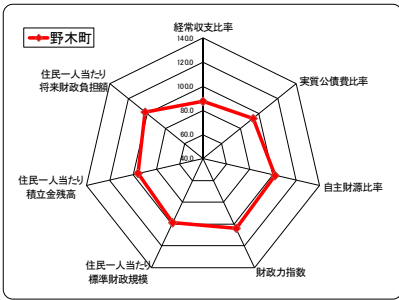 野木町
経常収支比率
140.0
120.0
100.0
80.0
60.0
40.0
実質公債費比率
自主財源比率
財政力指数
住民一人当たり
標準財政規模
住民一人当たり
積立金残高
住民一人当たり
将来財政負担額